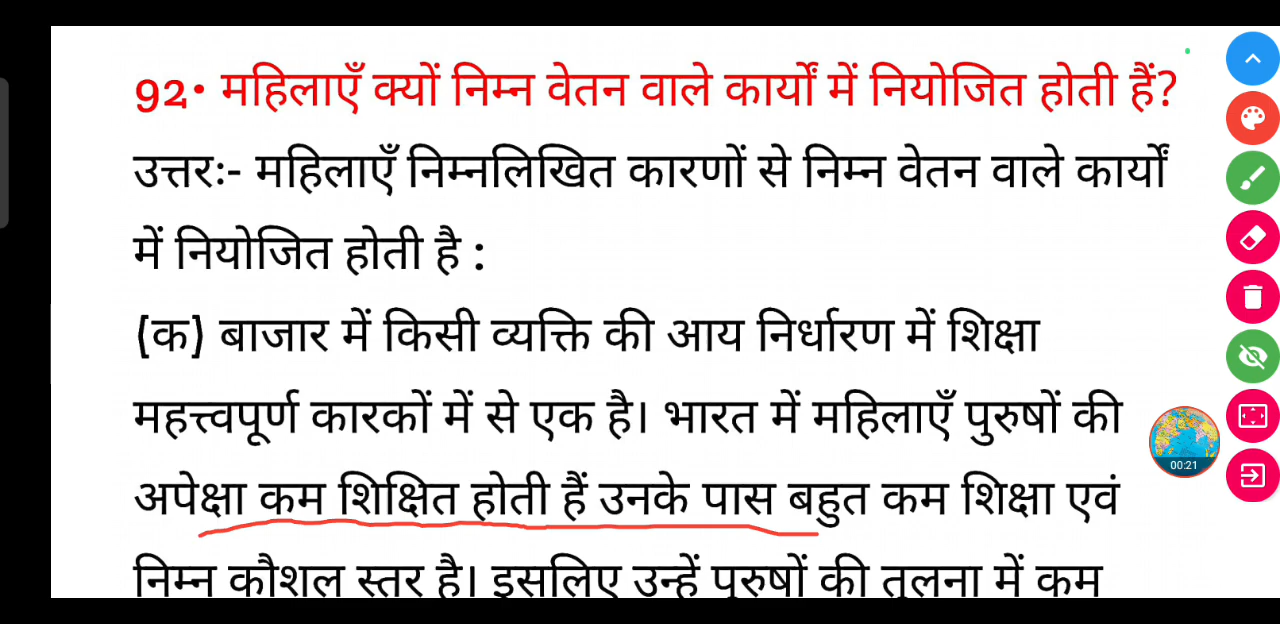 92• महिलाएँ क्यों निम्न वेतन वाले कार्यों में नियोजित होती हैं?
उत्तरः- महिलाएँ निम्नलिखित कारणों से निम्न वेतन वाले कार्यों
में नियोजित होती है :
(क) बाजार में किसी व्यक्ति की आय निर्धारण में शिक्षा
महत्त्वपूर्ण कारकों में से एक है। भारत में महिलाएँ पुरुषों की
अपेक्षा कम शिक्षित होती हैं उनके पास बहुत कम शिक्षा एवं
निम्न कौशल स्तर है। इसलिए उन्हें पुरुषों की तुलना में कम
00:21